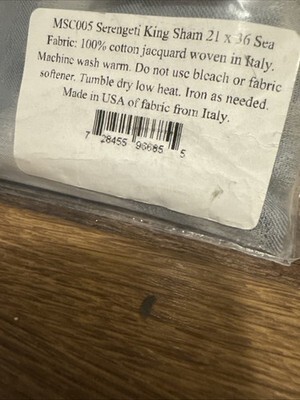 MSC005 Serengeti King Sham 21 x 36 Sea
Fabric: 100% cotton jacquard woven in Italy.
Machine wash warm. Do not use bleach or fabric
softener. Tumble dry low heat. Iron as needed.
Made in USA of fabric from Italy.
7 28455 96685 5